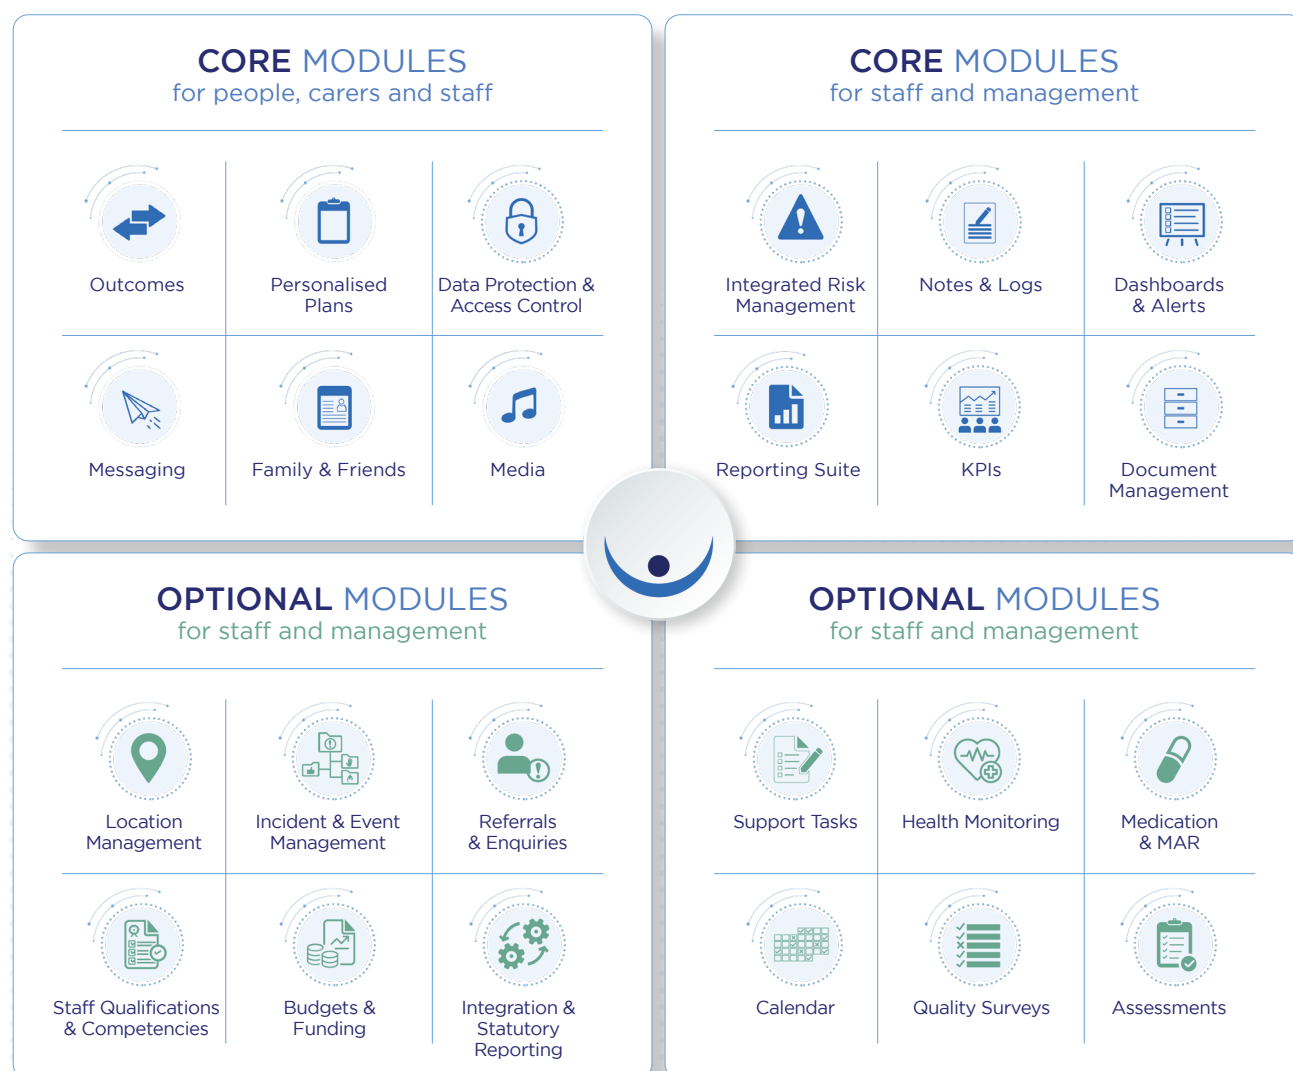 CORE MODULES
for people, carers and staff
Outcomes
Personalised
Plans
Data Protection &
Access Control
Messaging
Family & Friends
Media
CORE MODULES
for staff and management
Integrated Risk
Management
Notes & Logs
Dashboards
& Alerts
Reporting Suite
KPIs
Document
Management
OPTIONAL MODULES
for staff and management
Location
Management
Incident & Event
Management
Referrals
& Enquiries
Staff Qualifications
& Competencies
Budgets &
Funding
Integration &
Statutory
Reporting
OPTIONAL MODULES
for staff and management
Support Tasks
Health Monitoring
Medication
& MAR
Calendar
Quality Surveys
Assessments